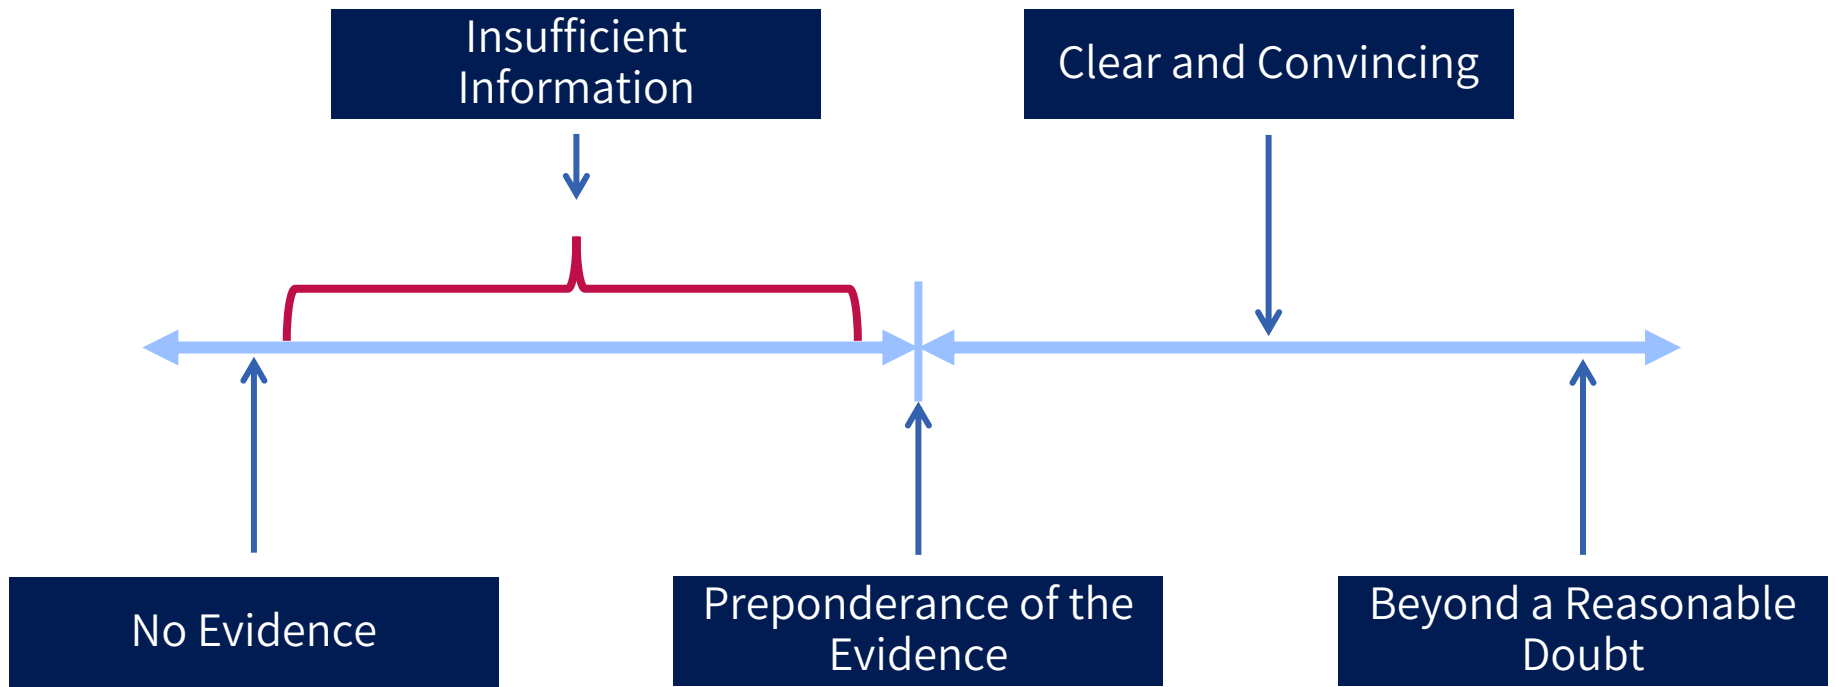 Insufficient
Information
Clear and Convincing
No Evidence
Preponderance of the
Evidence
Beyond a Reasonable
Doubt